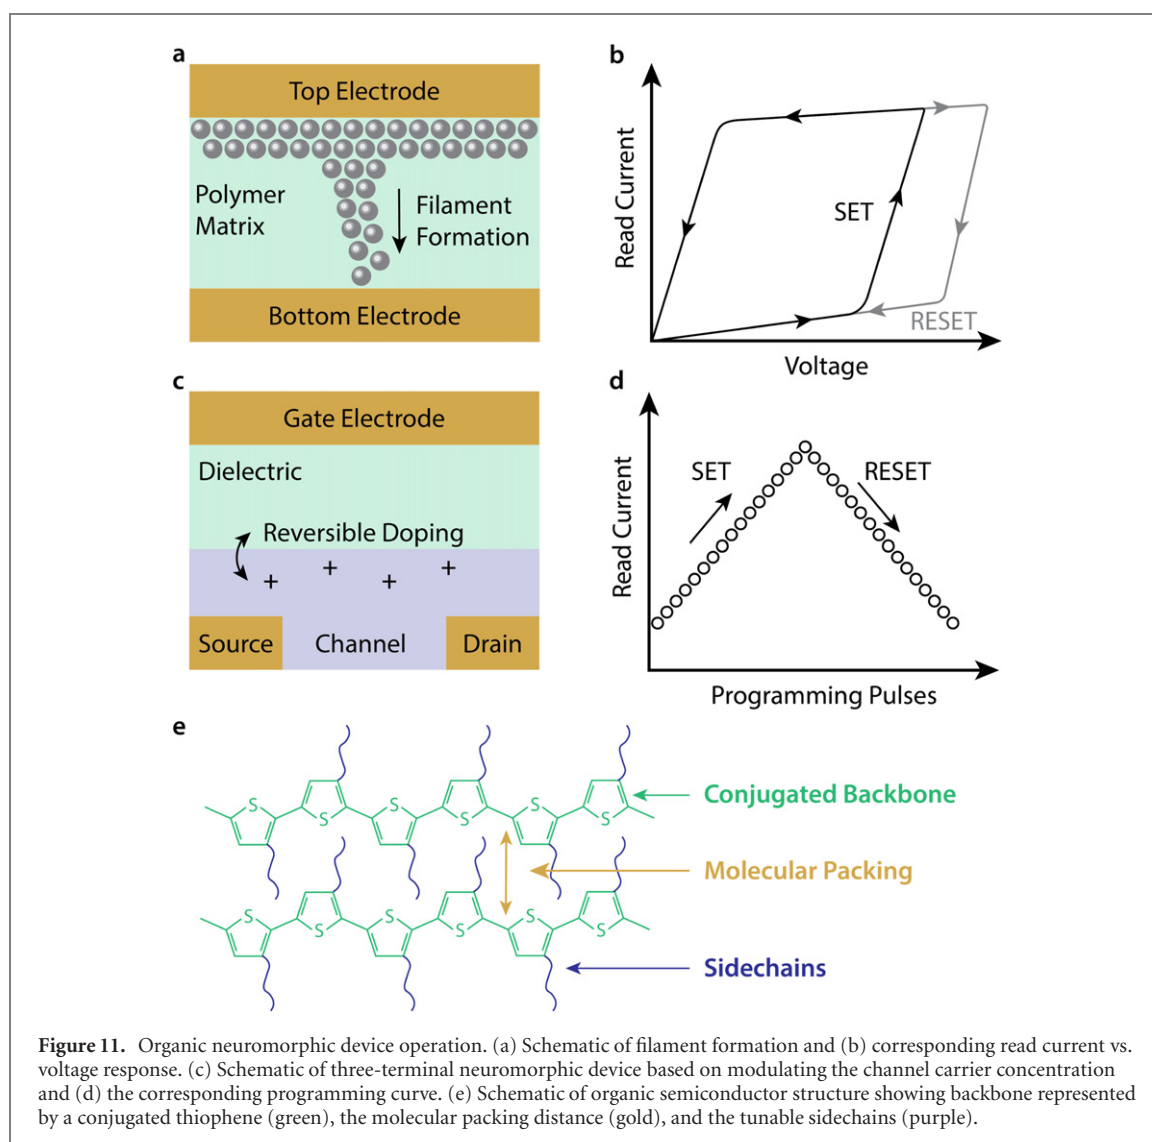 a
Top Electrode
Polymer
Matrix
Filament
Formation
Bottom Electrode
b
Read Current
SET
RESET
Voltage
c
Gate Electrode
Dielectric
Reversible Doping
+ + + +
Source
Channel
Drain
d
Read Current
SET
RESET
Programming Pulses
e
S S S S S S
Conjugated Backbone
Molecular Packing
S S S S S S
Sidechains
Figure 11. Organic neuromorphic device operation. (a) Schematic of filament formation and (b) corresponding read current vs.
voltage response. (c) Schematic of three-terminal neuromorphic device based on modulating the channel carrier concentration
and (d) the corresponding programming curve. (e) Schematic of organic semiconductor structure showing backbone represented
by a conjugated thiophene (green), the molecular packing distance (gold), and the tunable sidechains (purple).